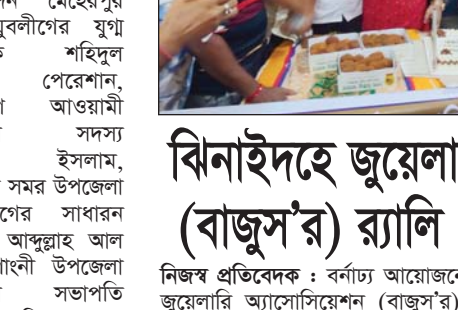 মেহেরপুর
যুবলীগের যুগ্ম
শহিদুল
পেরেশান,
আওয়ামী
সদস্য
ইসলাম,
সমর উপজেলা
সাধারন
আব্দুল্লাহ আল
উপজেলা
সভাপতি
ঝিনাইদহে জুয়েলা
(বাজুস’র) র‍্যালি
নিজস্ব প্রতিবেদক : বর্নাঢ্য আয়োজনে
জুয়েলারি অ্যাসোসিয়েশন (বাজুস’র)